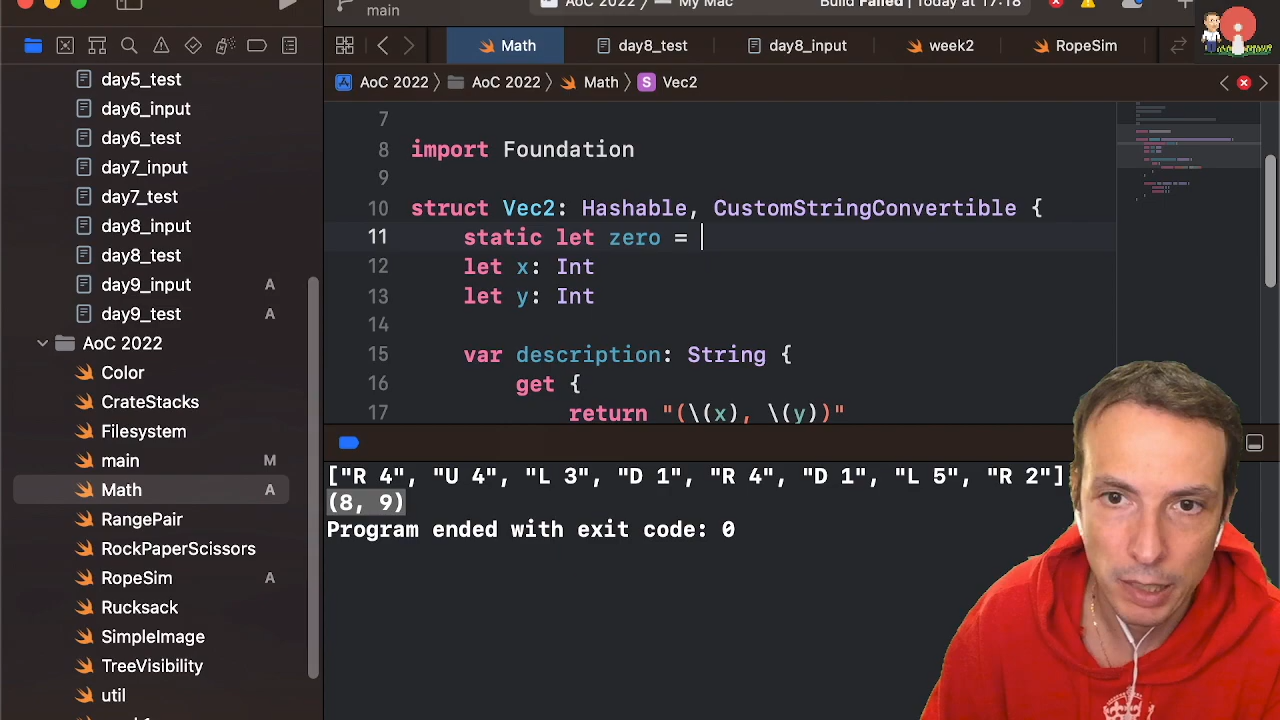 main
AoC 2022 〉 My Mac
Build Failed | Today at 17:18
Math
day8_test
day8_input
week2
RopeSim
AoC 2022 〉 AoC 2022 〉 Math 〉 S Vec2
day5_test
day6_input
day6_test
day7_input
day7_test
day8_input
day8_test
day9_input A
day9_test A
AoC 2022
Color
CrateStacks
Filesystem
main M
Math A
RangePair
RockPaperScissors
RopeSim A
Rucksack
SimpleImage
TreeVisibility
util
7
8 import Foundation
9
10 struct Vec2: Hashable, CustomStringConvertible {
11 static let zero =
12 let x: Int
13 let y: Int
14
15 var description: String {
16 get {
17 return "(\(x), \(y))"
["R 4", "U 4", "L 3", "D 1", "R 4", "D 1", "L 5", "R 2"]
(8, 9)
Program ended with exit code: 0